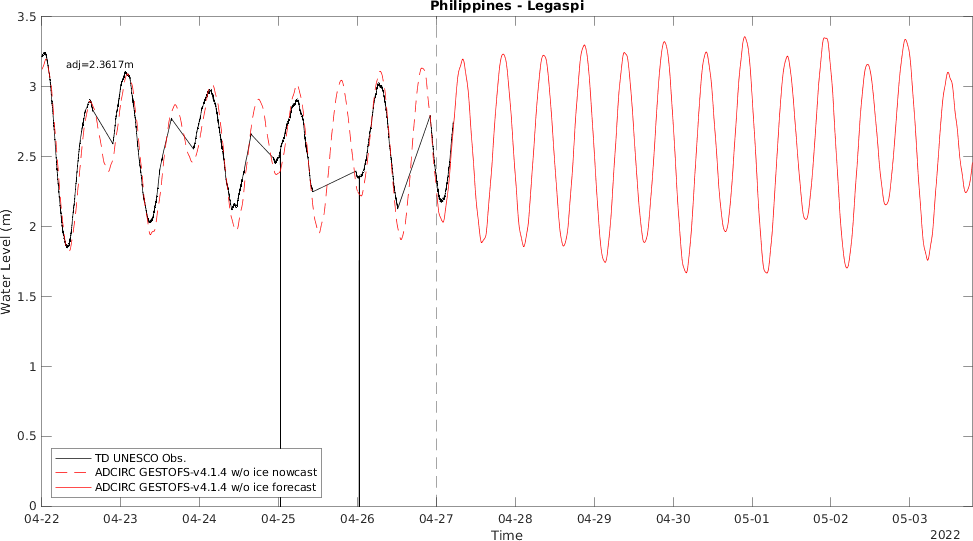 Philippines - Legaspi
adj=2.3617m
3.5
3
2.5
2
1.5
1
0.5
0
Water Level (m)
TD UNESCO Obs.
ADCIRC GESTOFS-v4.1.4 w/o ice nowcast
ADCIRC GESTOFS-v4.1.4 w/o ice forecast
04-22 04-23 04-24 04-25 04-26 04-27 04-28 04-29 04-30 05-01 05-02 05-03
Time
2022